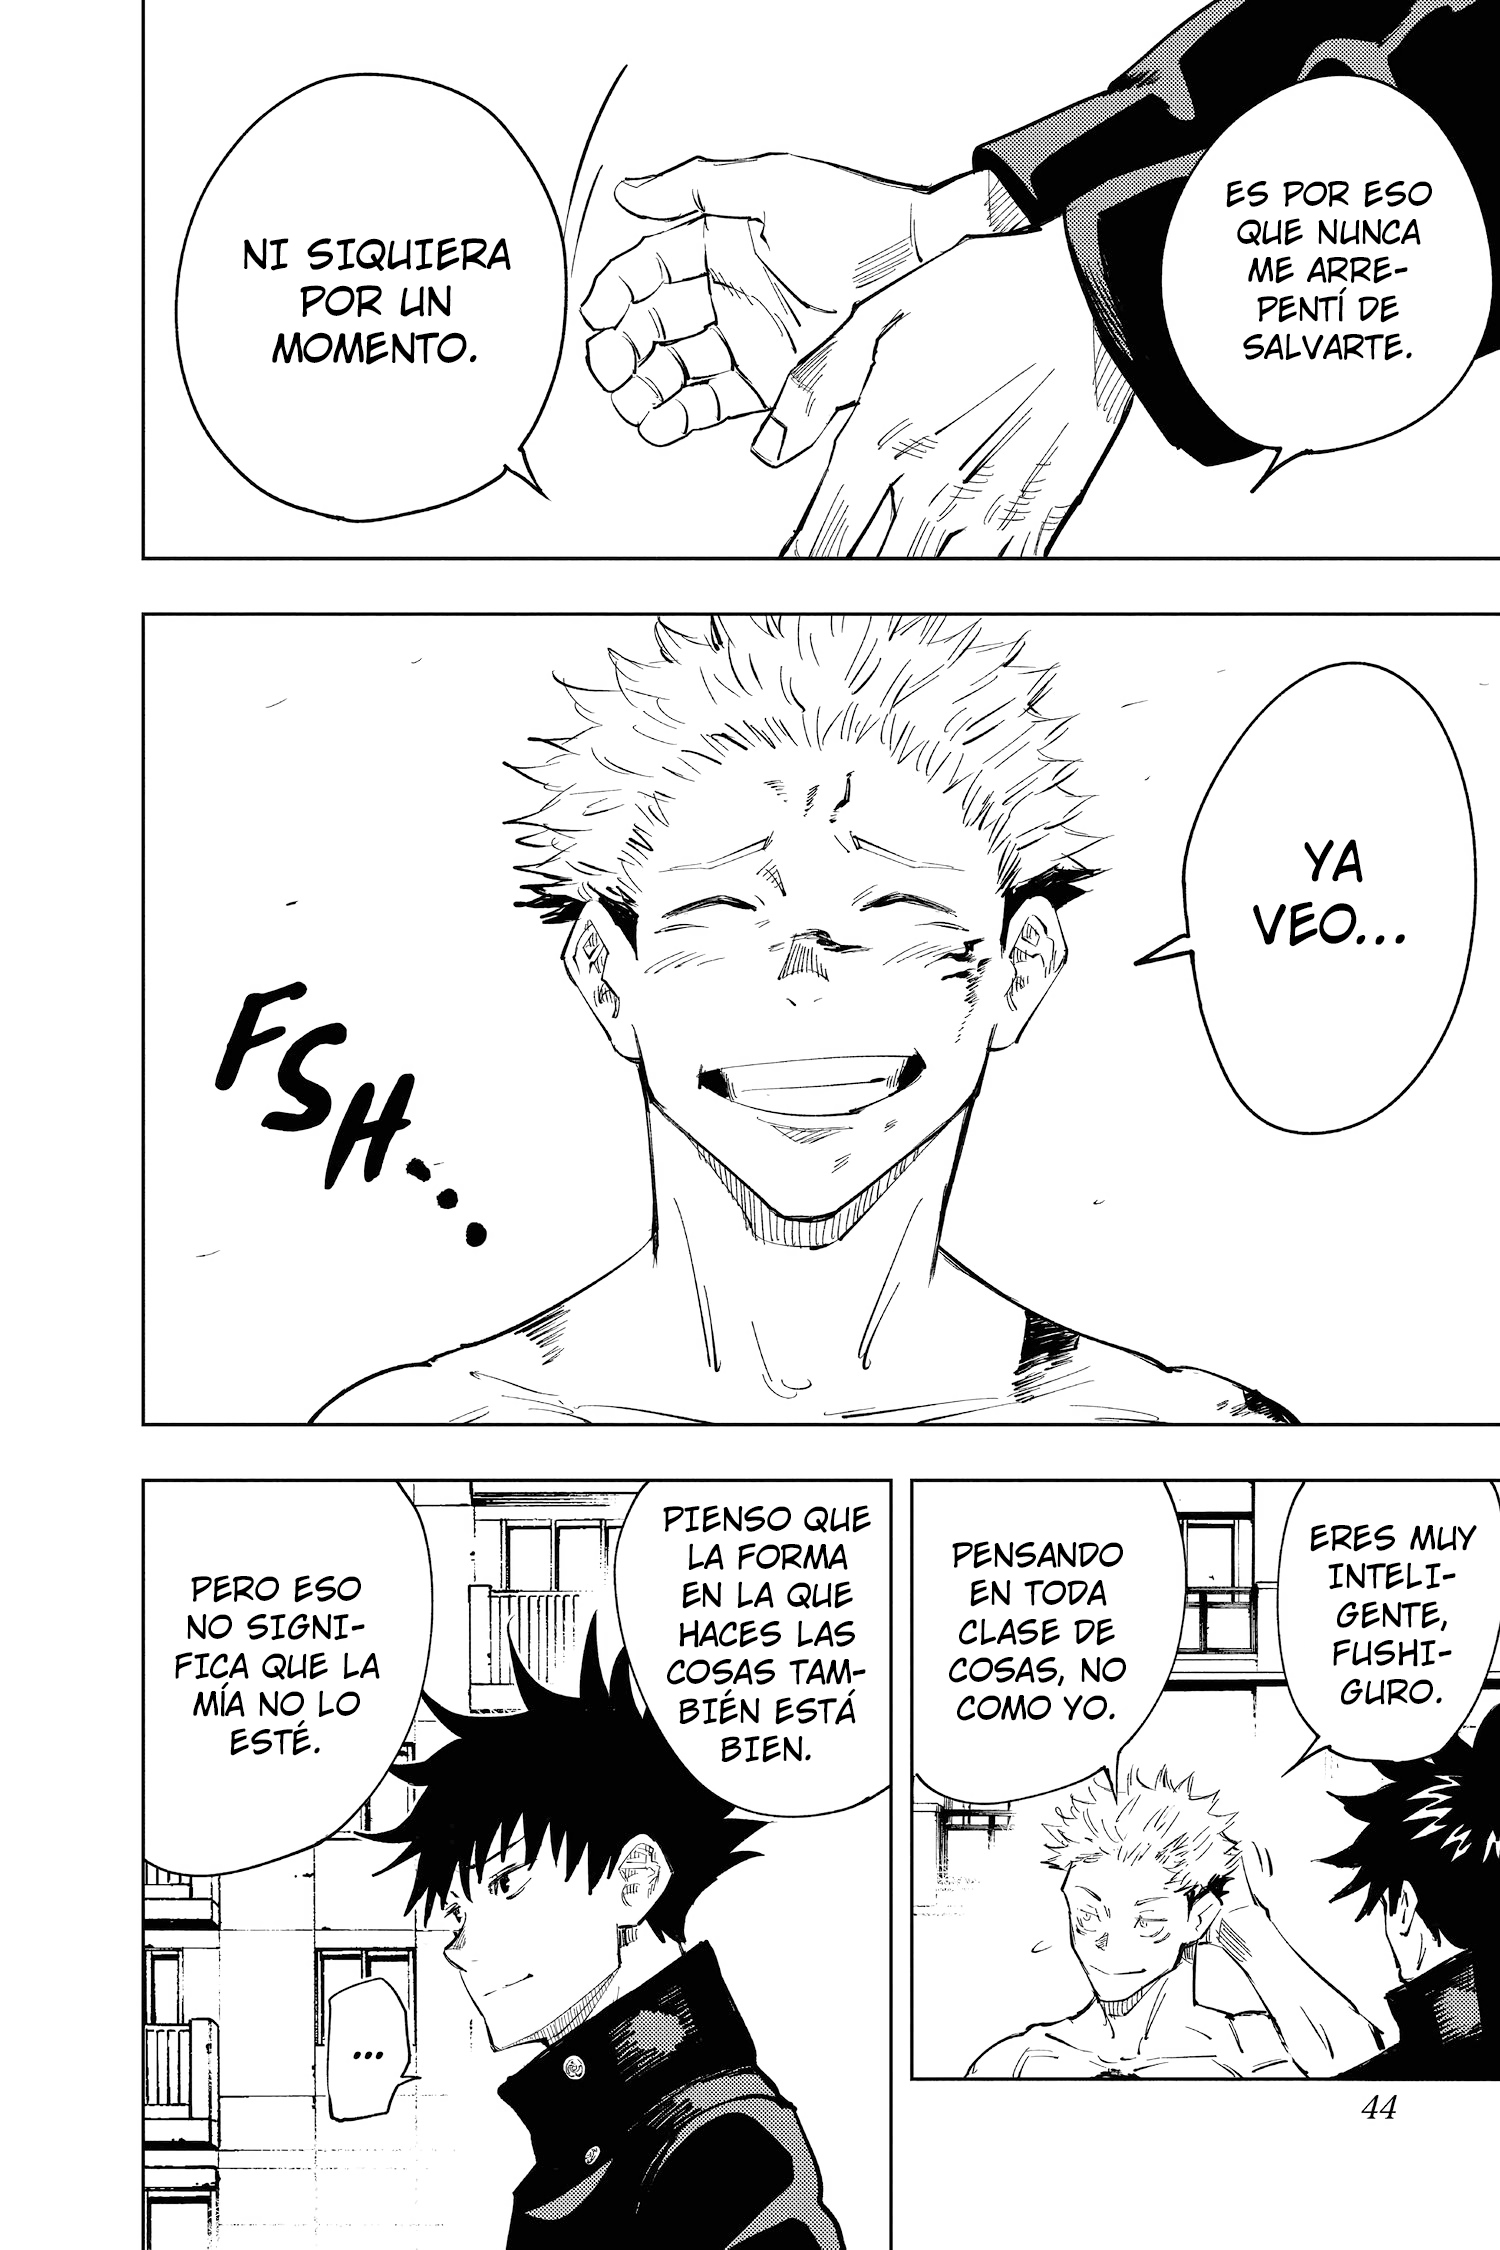 ES POR ESO
QUE NUNCA
ME ARRE-
PENTÍ DE
SALVARTE.
NI SIQUIERA
POR UN
MOMENTO.
YA
VEO...
FSH...
ERES MUY
INTELI-
GENTE,
FUSHI-
GURO.
PENSANDO
EN TODA
CLASE DE
COSAS, NO
COMO YO.
PIENSO QUE
LA FORMA
EN LA QUE
HACES LAS
COSAS TAM-
BIÉN ESTÁ
BIEN.
PERO ESO
NO SIGNI-
FICA QUE LA
MÍA NO LO
ESTÉ.
...
44